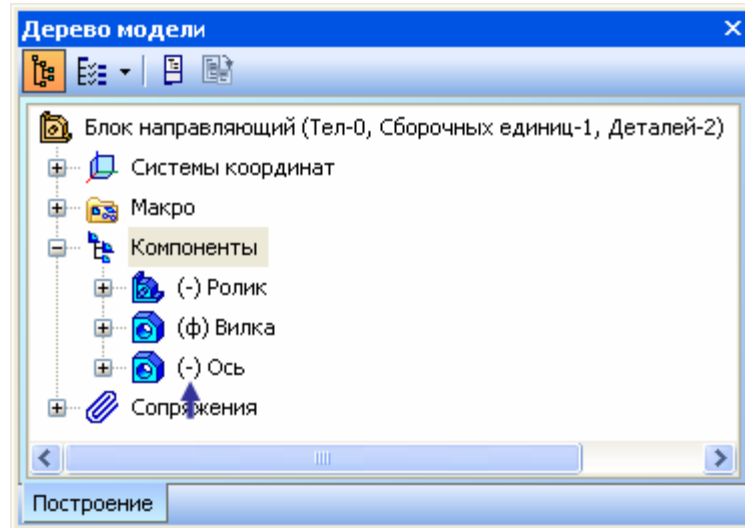 Дерево модели
Блок направляющий (Тел-0, Сборочных единиц-1, Деталей-2)
Системы координат
Макро
Компоненты
(-) Ролик
(ф) Вилка
(-) Ось
Сопряжения
Построение